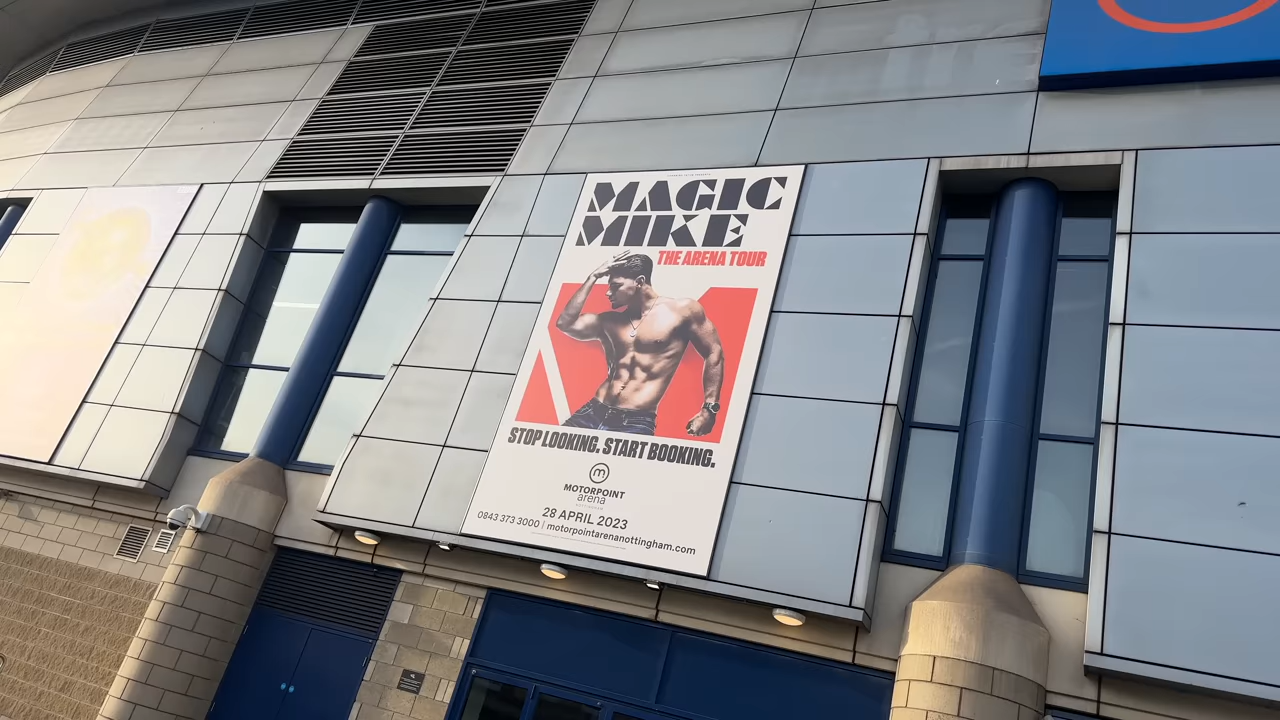 MAGIC
MIKE
THE ARENA TOUR
STOP LOOKING. START BOOKING.
m
MOTORPOINT
arena
NOTTINGHAM
28 APRIL 2023
0843 373 3000 | motorpointarenanottingham.com